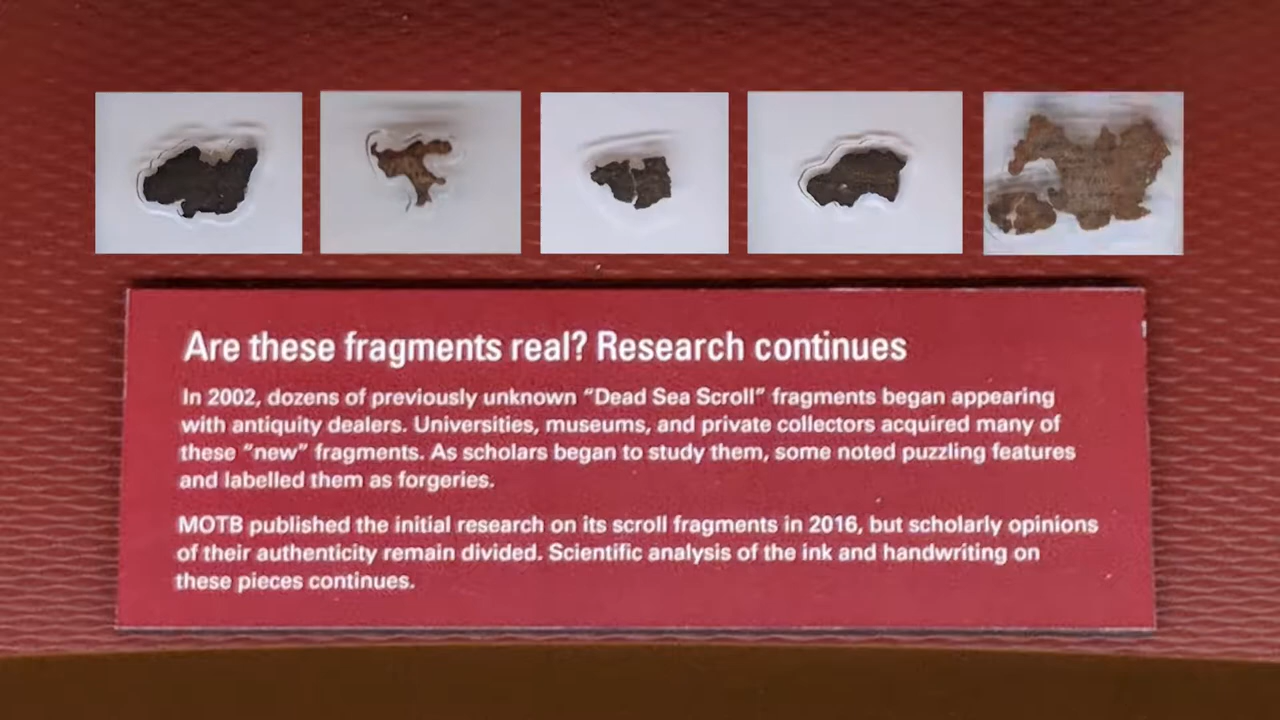 Are these fragments real? Research continues
In 2002, dozens of previously unknown “Dead Sea Scroll” fragments began appearing
with antiquity dealers. Universities, museums, and private collectors acquired many of
these “new” fragments. As scholars began to study them, some noted puzzling features
and labelled them as forgeries.
MOTB published the initial research on its scroll fragments in 2016, but scholarly opinions
of their authenticity remain divided. Scientific analysis of the ink and handwriting on
these pieces continues.